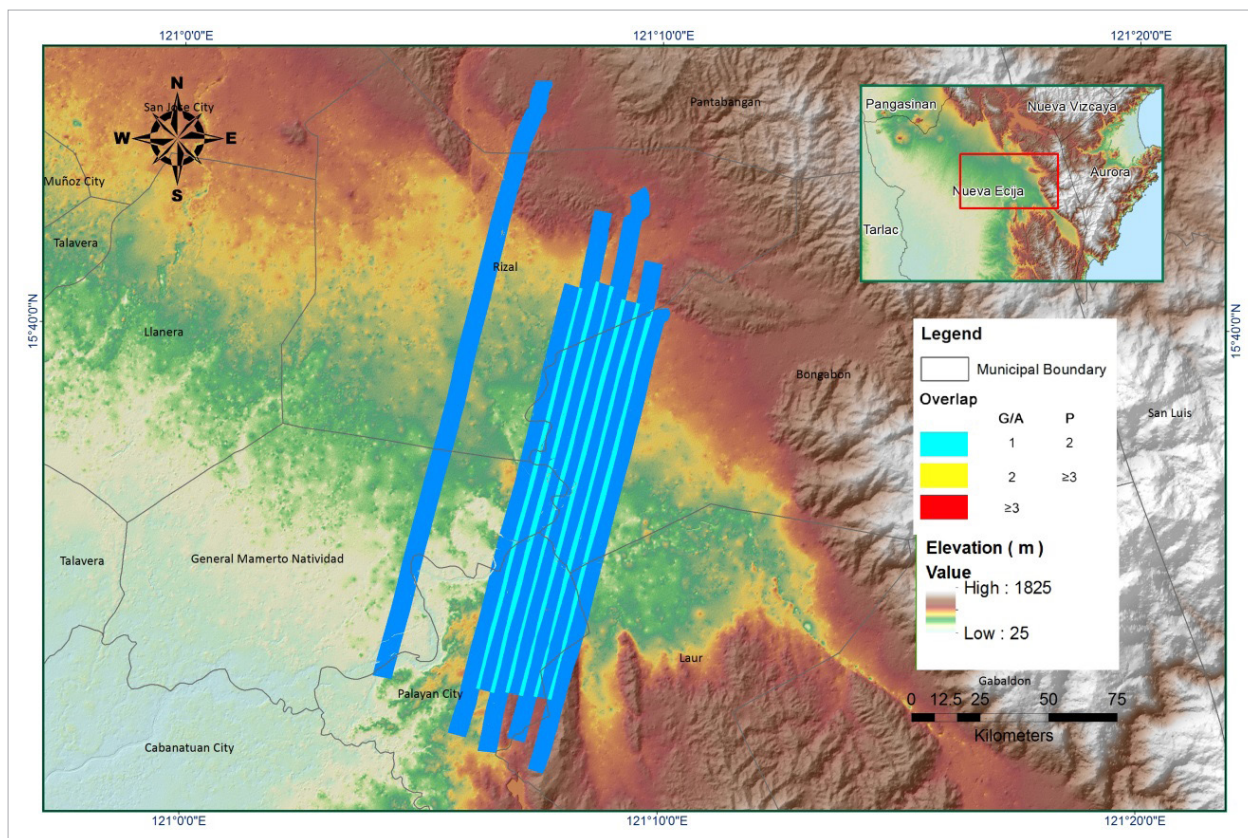 121°0'0"E
121°10'0"E
121°20'0"E
N
W
E
S
San Jose City
Pantabangan
Muñoz City
Talavera
Rizal
Llanera
15°40'0"N
15°40'0"N
Bongabon
San Luis
Talavera
General Mamerto Natividad
Laur
Gabaldon
Palayan City
Cabanatuan City
Pangasinan
Nueva Vizcaya
Aurora
Nueva Ecija
Tarlac
Legend
Municipal Boundary
Overlap
G/A P
1 2
2 ≥3
≥3
Elevation ( m )
Value
High : 1825
Low : 25
0 12.5 25 50 75
Kilometers
121°0'0"E
121°10'0"E
121°20'0"E